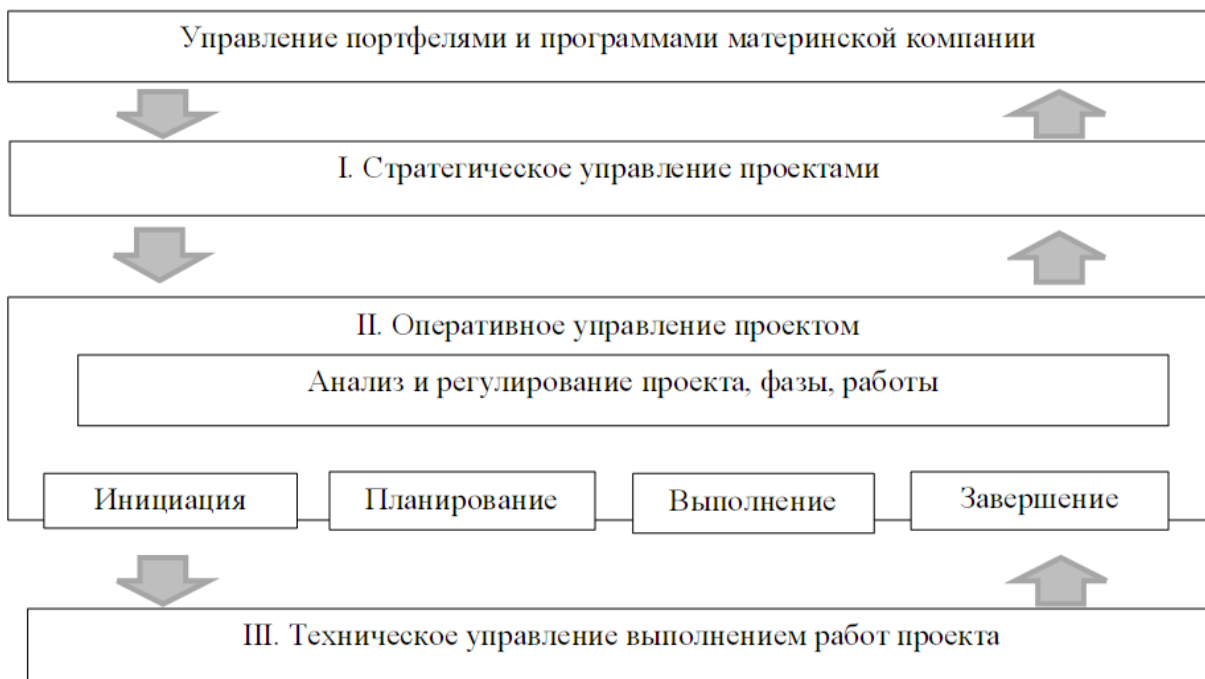 Управление портфелями и программами материнской компании
I. Стратегическое управление проектами
II. Оперативное управление проектом
Анализ и регулирование проекта, фазы, работы
Инициация
Планирование
Выполнение
Завершение
III. Техническое управление выполнением работ проекта